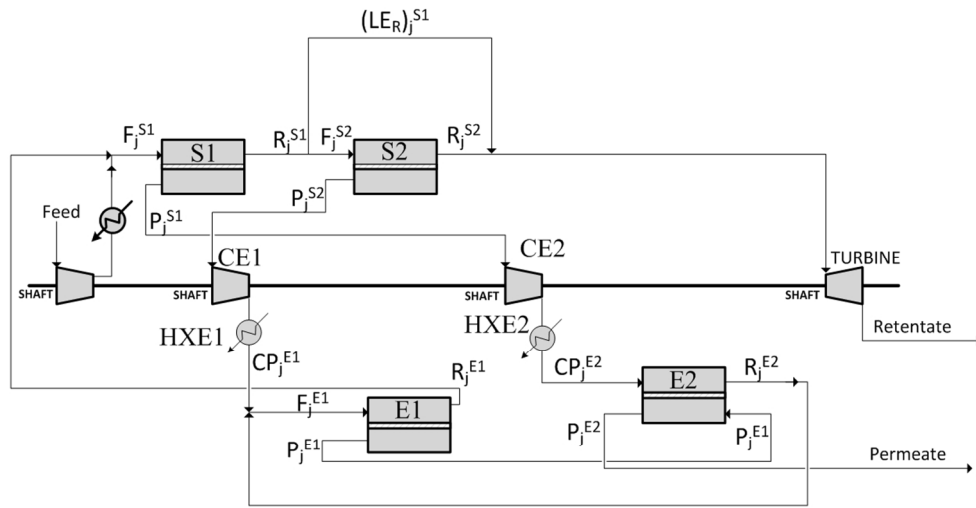 (LE_R)_j^S1
F_j^S1
R_j^S1
F_j^S2
R_j^S2
S1
S2
P_j^S1
P_j^S2
Feed
CE1
CE2
TURBINE
SHAFT
SHAFT
SHAFT
SHAFT
HXE1
HXE2
Retentate
CP_j^E1
CP_j^E2
R_j^E1
R_j^E2
F_j^E1
E1
E2
P_j^E1
P_j^E2
P_j^E1
Permeate